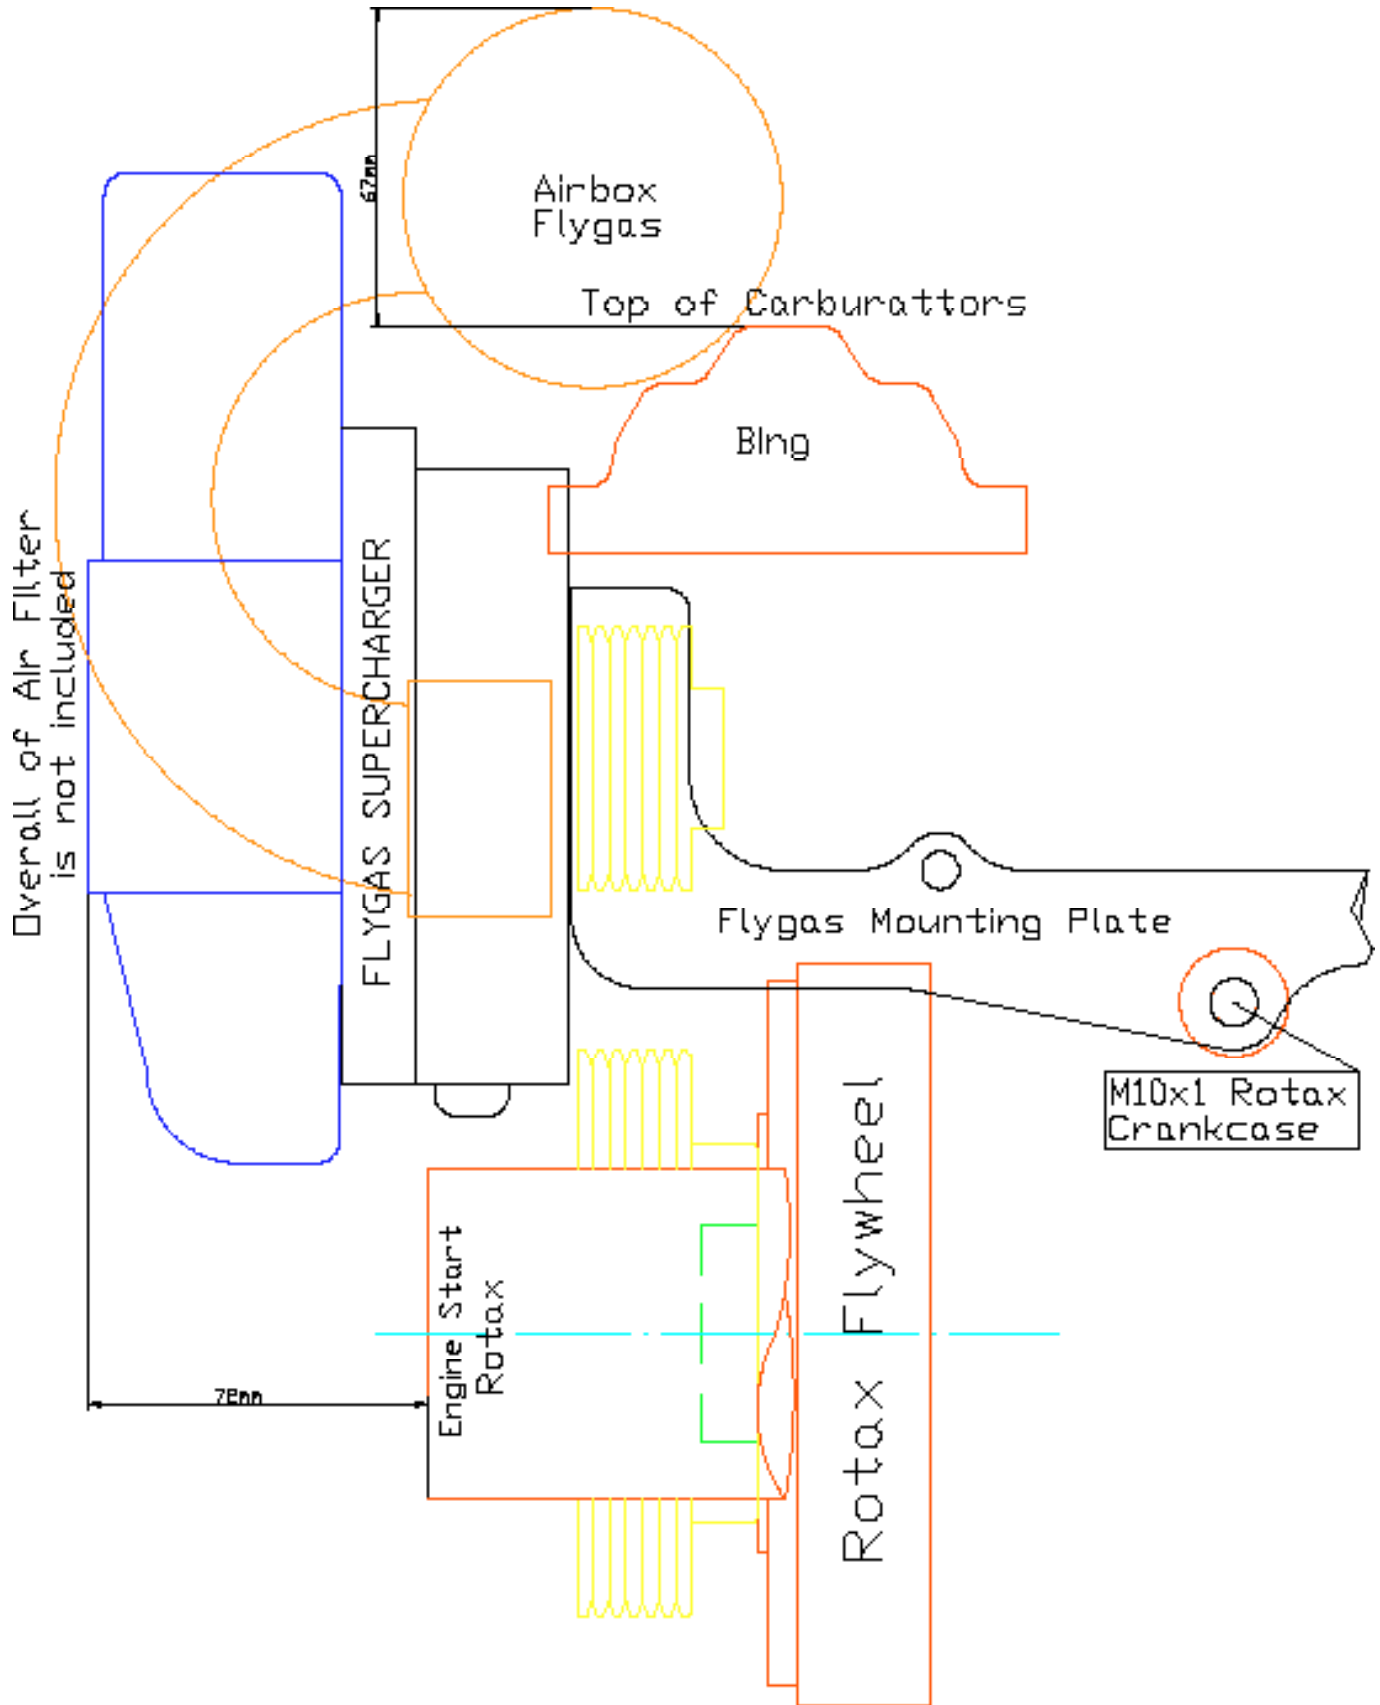 67mm
Airbox
Flygas
Top of Carburattors
BIng
Overall of AIr FIlter
is not included
FLYGAS SUPERCHARGER
Flygas Mounting Plate
M10x1 Rotax
Crankcase
Engine Start
Rotax
Rotax Flywheel
78mm